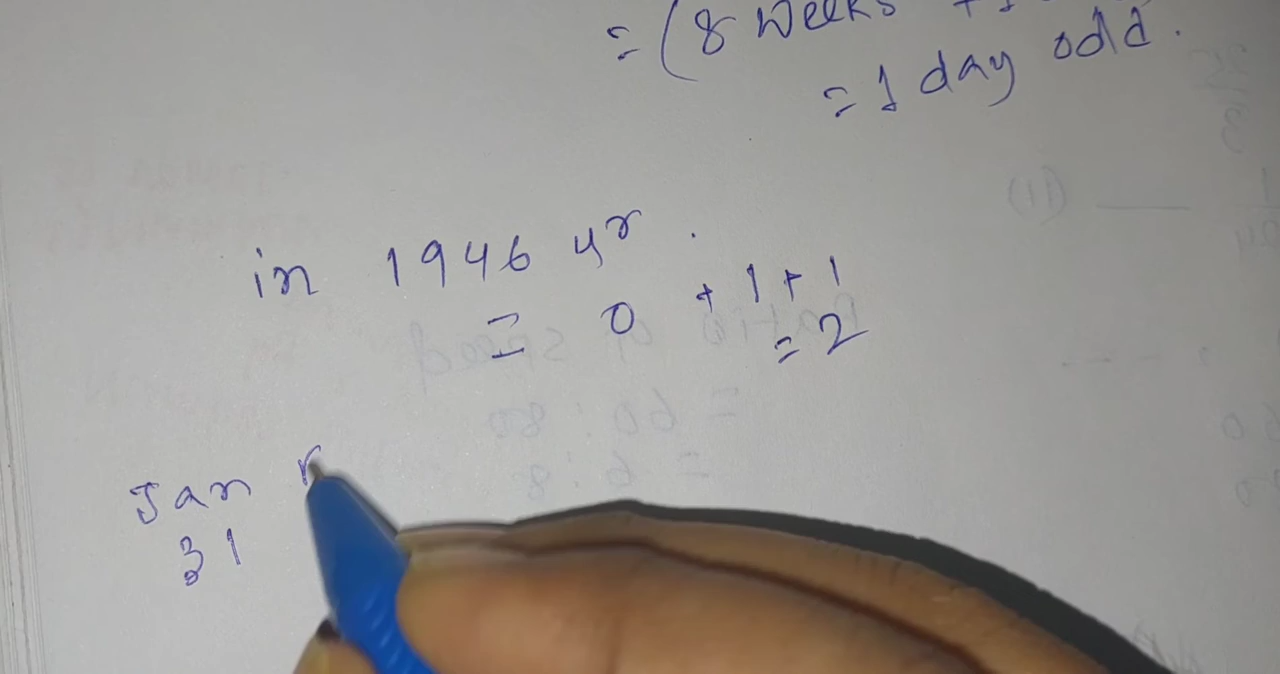 = (8 weeks +
= 1 day odd.
in 1946 yr.
= 0 + 1 + 1
= 2
Jan
31